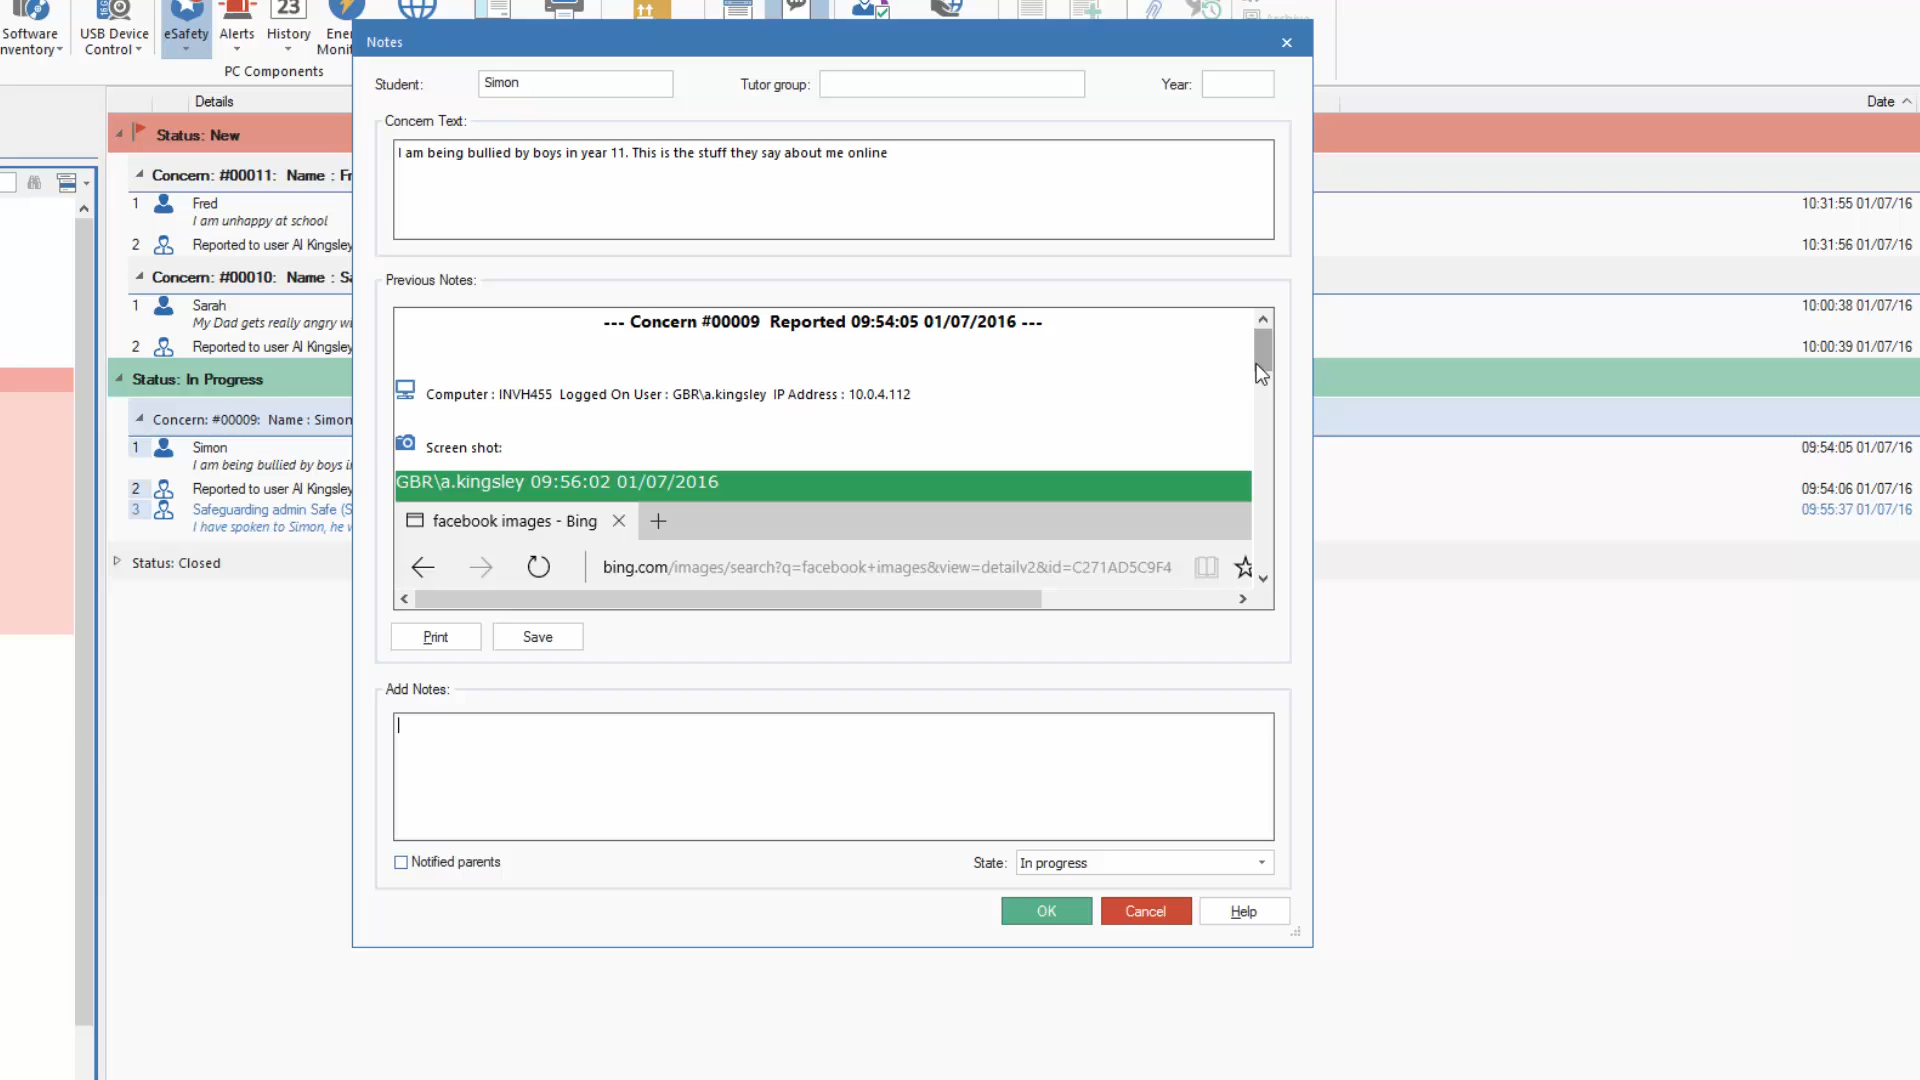 Software
nventory
USB Device
Control
eSafety
Alerts
23
History
Ener
Monit
PC Components
Notes
Student:
Simon
Tutor group:
Year:
Details
Date
Status: New
Concern Text:
I am being bullied by boys in year 11. This is the stuff they say about me online
Concern: #00011: Name : Fr
1
Fred
I am unhappy at school
10:31:55 01/07/16
2
Reported to user Al Kingsley
10:31:56 01/07/16
Concern: #00010: Name : Sa
1
Sarah
My Dad gets really angry wi
10:00:38 01/07/16
2
Reported to user Al Kingsley
10:00:39 01/07/16
Status: In Progress
Concern: #00009: Name : Simon
1
Simon
I am being bullied by boys i
09:54:05 01/07/16
2
Reported to user Al Kingsley
09:54:06 01/07/16
3
Safeguarding admin Safe (S
I have spoken to Simon, he w
09:55:37 01/07/16
Status: Closed
Previous Notes:
--- Concern #00009 Reported 09:54:05 01/07/2016 ---
Computer : INVH455 Logged On User : GBR\a.kingsley IP Address : 10.0.4.112
Screen shot:
GBR\a.kingsley 09:56:02 01/07/2016
facebook images - Bing
bing.com/images/search?q=facebook+images&view=detailv2&id=C271AD5C9F4
Print
Save
Add Notes:
Notified parents
State:
In progress
OK
Cancel
Help